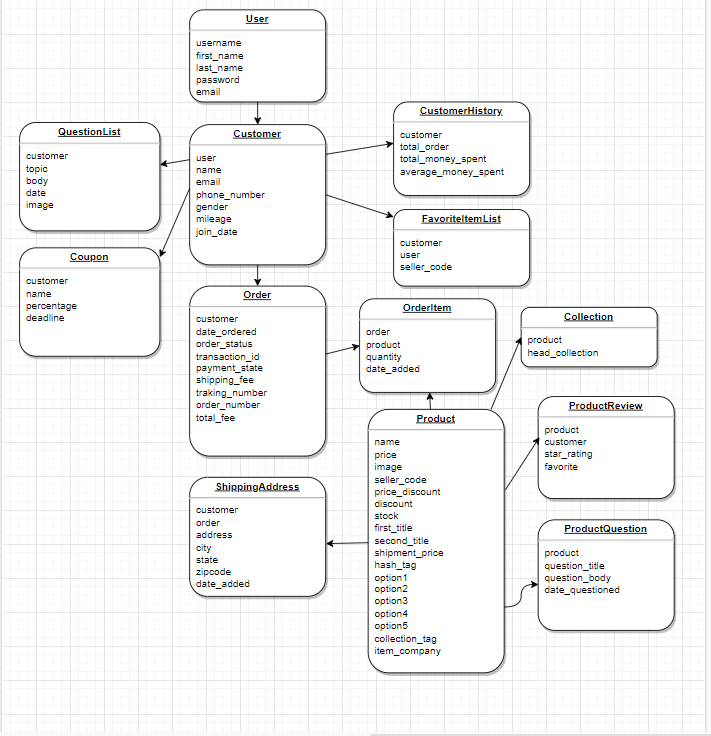 User
username
first_name
last_name
password
email
QuestionList
customer
topic
body
date
image
Customer
user
name
email
phone_number
gender
mileage
join_date
CustomerHistory
customer
total_order
total_money_spent
average_money_spent
FavoriteItemList
customer
user
seller_code
Coupon
customer
name
percentage
deadline
Order
customer
date_ordered
order_status
transaction_id
payment_state
shipping_fee
traking_number
order_number
total_fee
OrderItem
order
product
quantity
date_added
Collection
product
head_collection
ProductReview
product
customer
star_rating
favorite
Product
name
price
image
seller_code
price_discount
discount
stock
first_title
second_title
shipment_price
hash_tag
option1
option2
option3
option4
option5
collection_tag
item_company
ShippingAddress
customer
order
address
city
state
zipcode
date_added
ProductQuestion
product
question_title
question_body
date_questioned